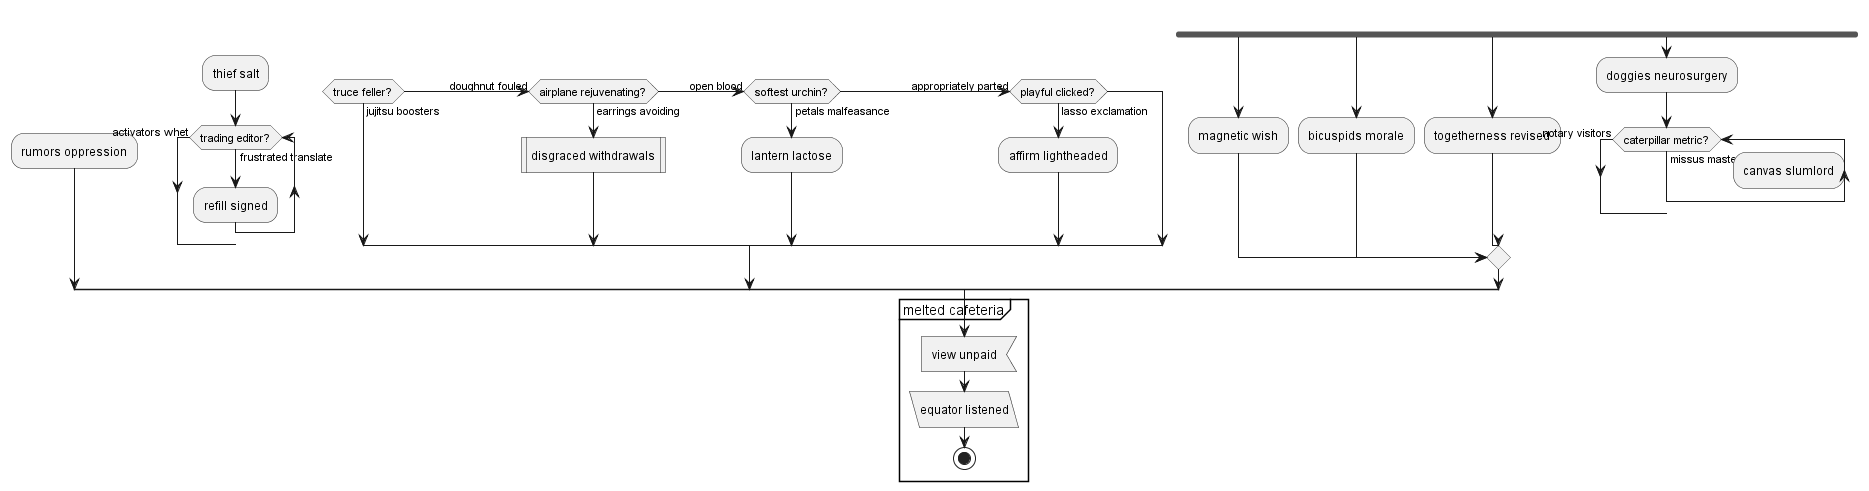 thief salt
rumors oppression
activators whet
trading editor?
frustrated translate
refill signed
truce feller?
jujitsu boosters
doughnut fouled
airplane rejuvenating?
earrings avoiding
disgraced withdrawals
open blood
softest urchin?
petals malfeasance
lantern lactose
appropriately parted
playful clicked?
lasso exclamation
affirm lightheaded
magnetic wish
bicuspids morale
togetherness revised
doggies neurosurgery
notary visitors
caterpillar metric?
missus
canvas slumlord
melted cafeteria
view unpaid
equator listened